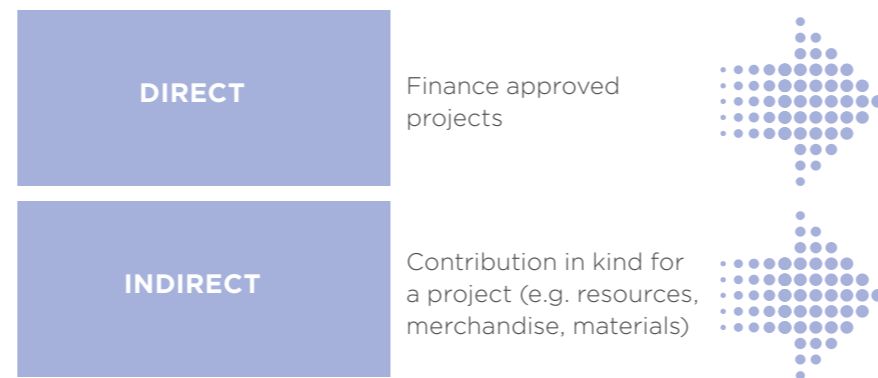 DIRECT
Finance approved
projects
INDIRECT
Contribution in kind for
a project (e.g. resources,
merchandise, materials)